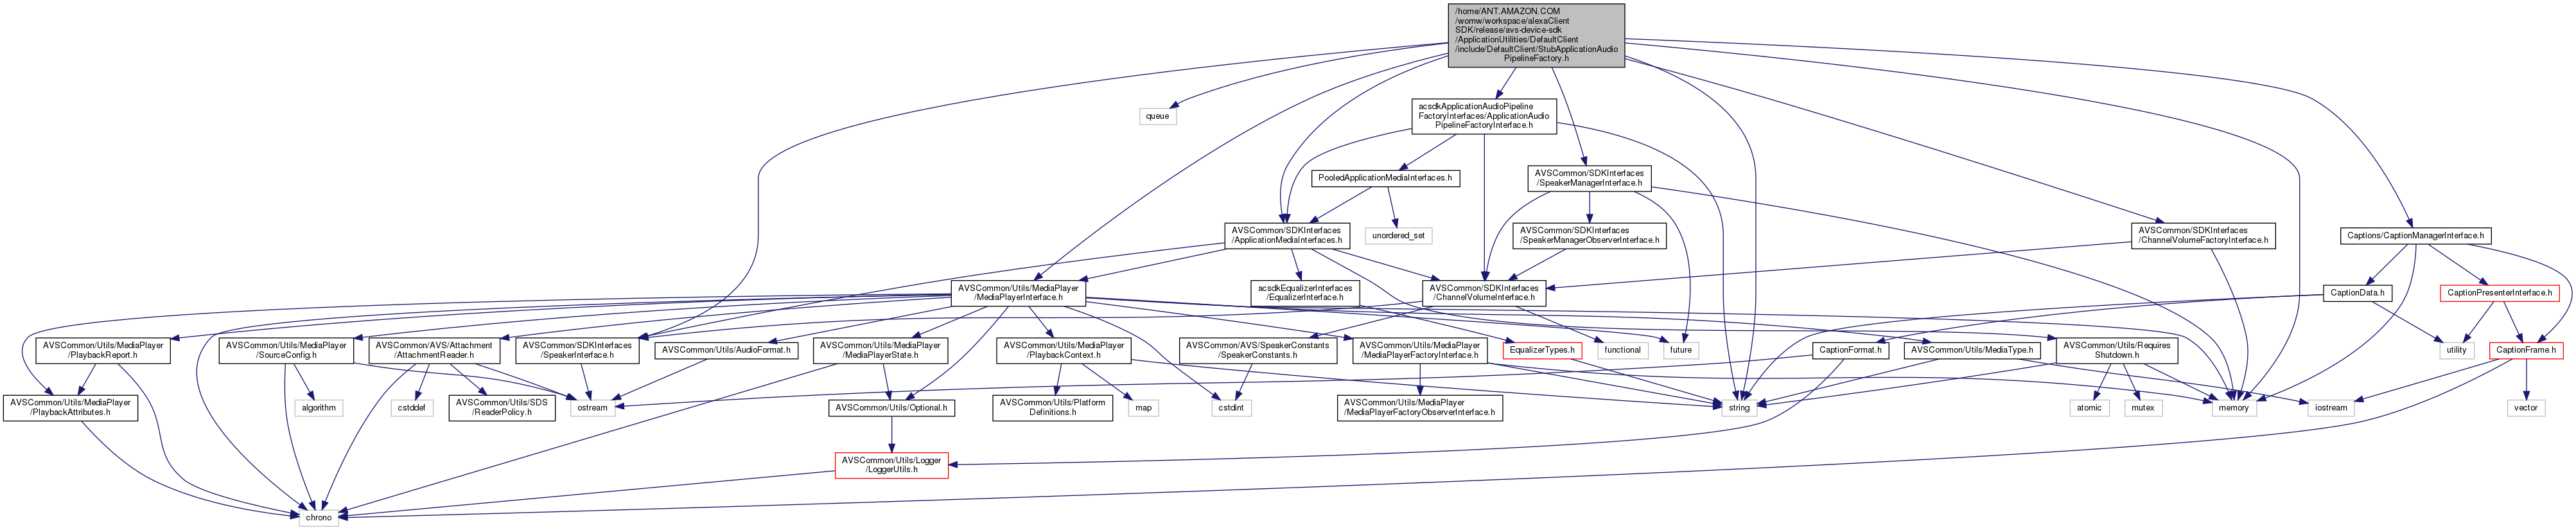 /home/ANT.AMAZON.COM
/womw/workspace/alexaClient
SDK/release/avs-device-sdk
/ApplicationUtilities/DefaultClient
/include/DefaultClient/StubApplicationAudio
PipelineFactory.h
queue
acsdkApplicationAudioPipeline
FactoryInterfaces/ApplicationAudio
PipelineFactoryInterface.h
PooledApplicationMediaInterfaces.h
AVSCommon/SDKInterfaces
/SpeakerManagerInterface.h
AVSCommon/SDKInterfaces
/ApplicationMediaInterfaces.h
unordered_set
AVSCommon/SDKInterfaces
/SpeakerManagerObserverInterface.h
AVSCommon/SDKInterfaces
/ChannelVolumeFactoryInterface.h
Captions/CaptionManagerInterface.h
AVSCommon/Utils/MediaPlayer
/MediaPlayerInterface.h
acsdkEqualizerInterfaces
/EqualizerInterface.h
AVSCommon/SDKInterfaces
/ChannelVolumeInterface.h
CaptionData.h
CaptionPresenterInterface.h
AVSCommon/Utils/MediaPlayer
/PlaybackReport.h
AVSCommon/Utils/MediaPlayer
/SourceConfig.h
AVSCommon/AVS/Attachment
/AttachmentReader.h
AVSCommon/SDKInterfaces
/SpeakerInterface.h
AVSCommon/Utils/AudioFormat.h
AVSCommon/Utils/MediaPlayer
/MediaPlayerState.h
AVSCommon/Utils/MediaPlayer
/PlaybackContext.h
AVSCommon/AVS/SpeakerConstants
/SpeakerConstants.h
AVSCommon/Utils/MediaPlayer
/MediaPlayerFactoryInterface.h
EqualizerTypes.h
functional
future
CaptionFormat.h
AVSCommon/Utils/MediaType.h
AVSCommon/Utils/Requires
Shutdown.h
utility
CaptionFrame.h
AVSCommon/Utils/MediaPlayer
/PlaybackAttributes.h
algorithm
cstddef
AVSCommon/Utils/SDS
/ReaderPolicy.h
ostream
AVSCommon/Utils/Optional.h
AVSCommon/Utils/Platform
Definitions.h
map
cstdint
AVSCommon/Utils/MediaPlayer
/MediaPlayerFactoryObserverInterface.h
string
atomic
mutex
memory
iostream
vector
AVSCommon/Utils/Logger
/LoggerUtils.h
chrono